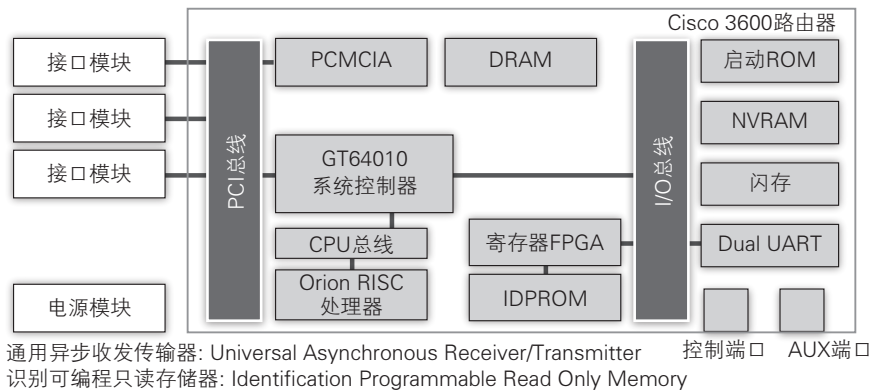 Cisco 3600路由器
接口模块
接口模块
接口模块
电源模块
PCI总线
PCMCIA
DRAM
GT64010
系统控制器
CPU总线
Orion RISC
处理器
寄存器FPGA
IDPROM
I/O总线
启动ROM
NVRAM
闪存
Dual UART
控制端口
AUX端口
通用异步收发传输器: Universal Asynchronous Receiver/Transmitter
识别可编程只读存储器: Identification Programmable Read Only Memory